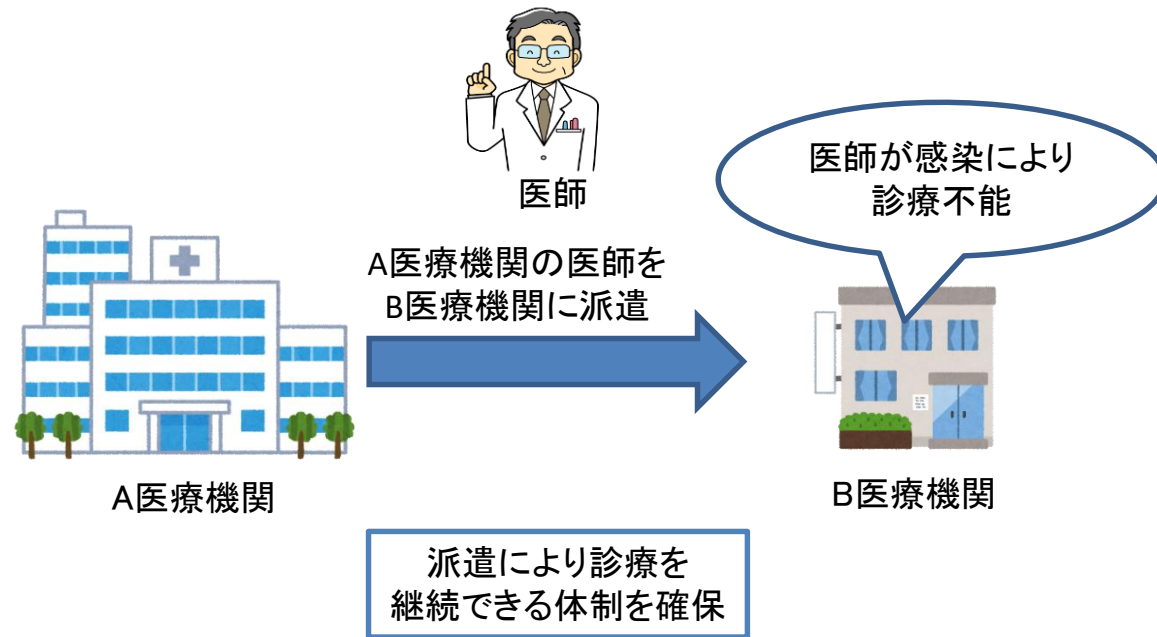 医師
医師が感染により
診療不能
A医療機関の医師を
B医療機関に派遣
A医療機関
B医療機関
派遣により診療を
継続できる体制を確保